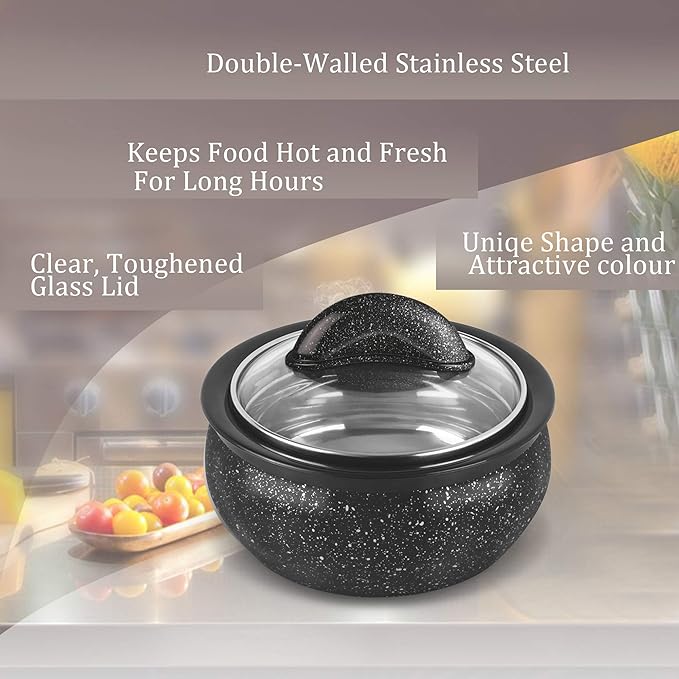 Double-Walled Stainless Steel
Keeps Food Hot and Fresh
For Long Hours
Clear, Toughened
Glass Lid
Uniqe Shape and
Attractive colour